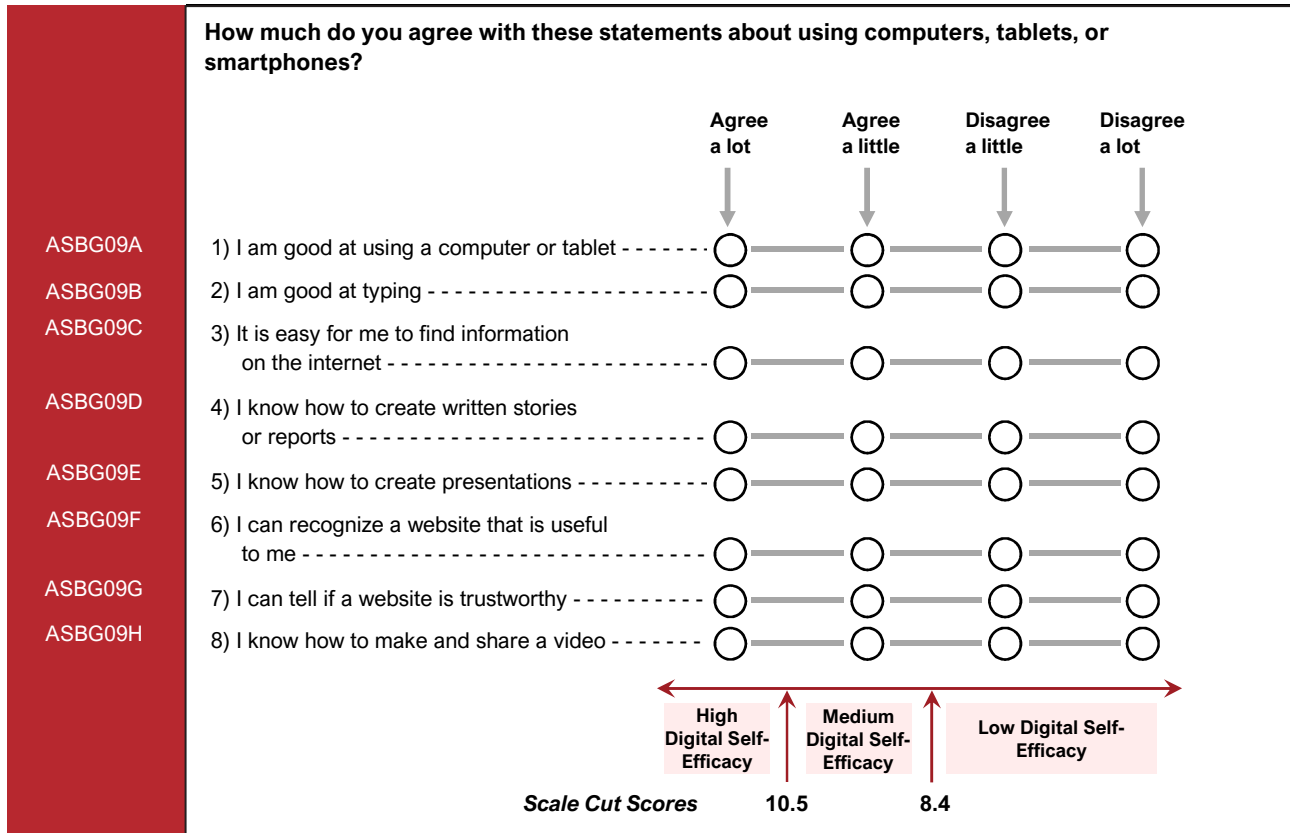 How much do you agree with these statements about using computers, tablets, or
smartphones?
Agree
a lot
Agree
a little
Disagree
a little
Disagree
a lot
ASBG09A
1) I am good at using a computer or tablet
ASBG09B
2) I am good at typing
ASBG09C
3) It is easy for me to find information
on the internet
ASBG09D
4) I know how to create written stories
or reports
ASBG09E
5) I know how to create presentations
ASBG09F
6) I can recognize a website that is useful
to me
ASBG09G
7) I can tell if a website is trustworthy
ASBG09H
8) I know how to make and share a video
High
Digital Self-
Efficacy
Medium
Digital Self-
Efficacy
Low Digital Self-
Efficacy
Scale Cut Scores 10.5 8.4